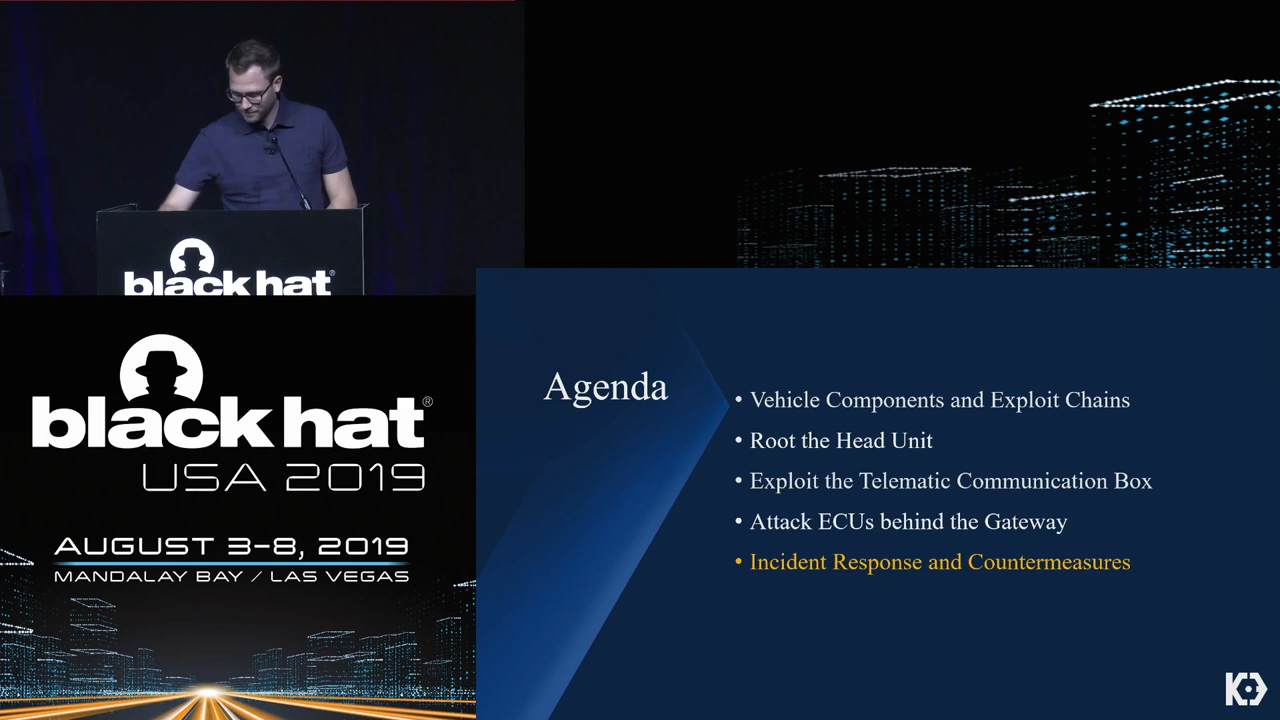 black hat®
black hat®
USA 2019
AUGUST 3-8, 2019
MANDALAY BAY / LAS VEGAS
Agenda
• Vehicle Components and Exploit Chains
• Root the Head Unit
• Exploit the Telematic Communication Box
• Attack ECUs behind the Gateway
• Incident Response and Countermeasures